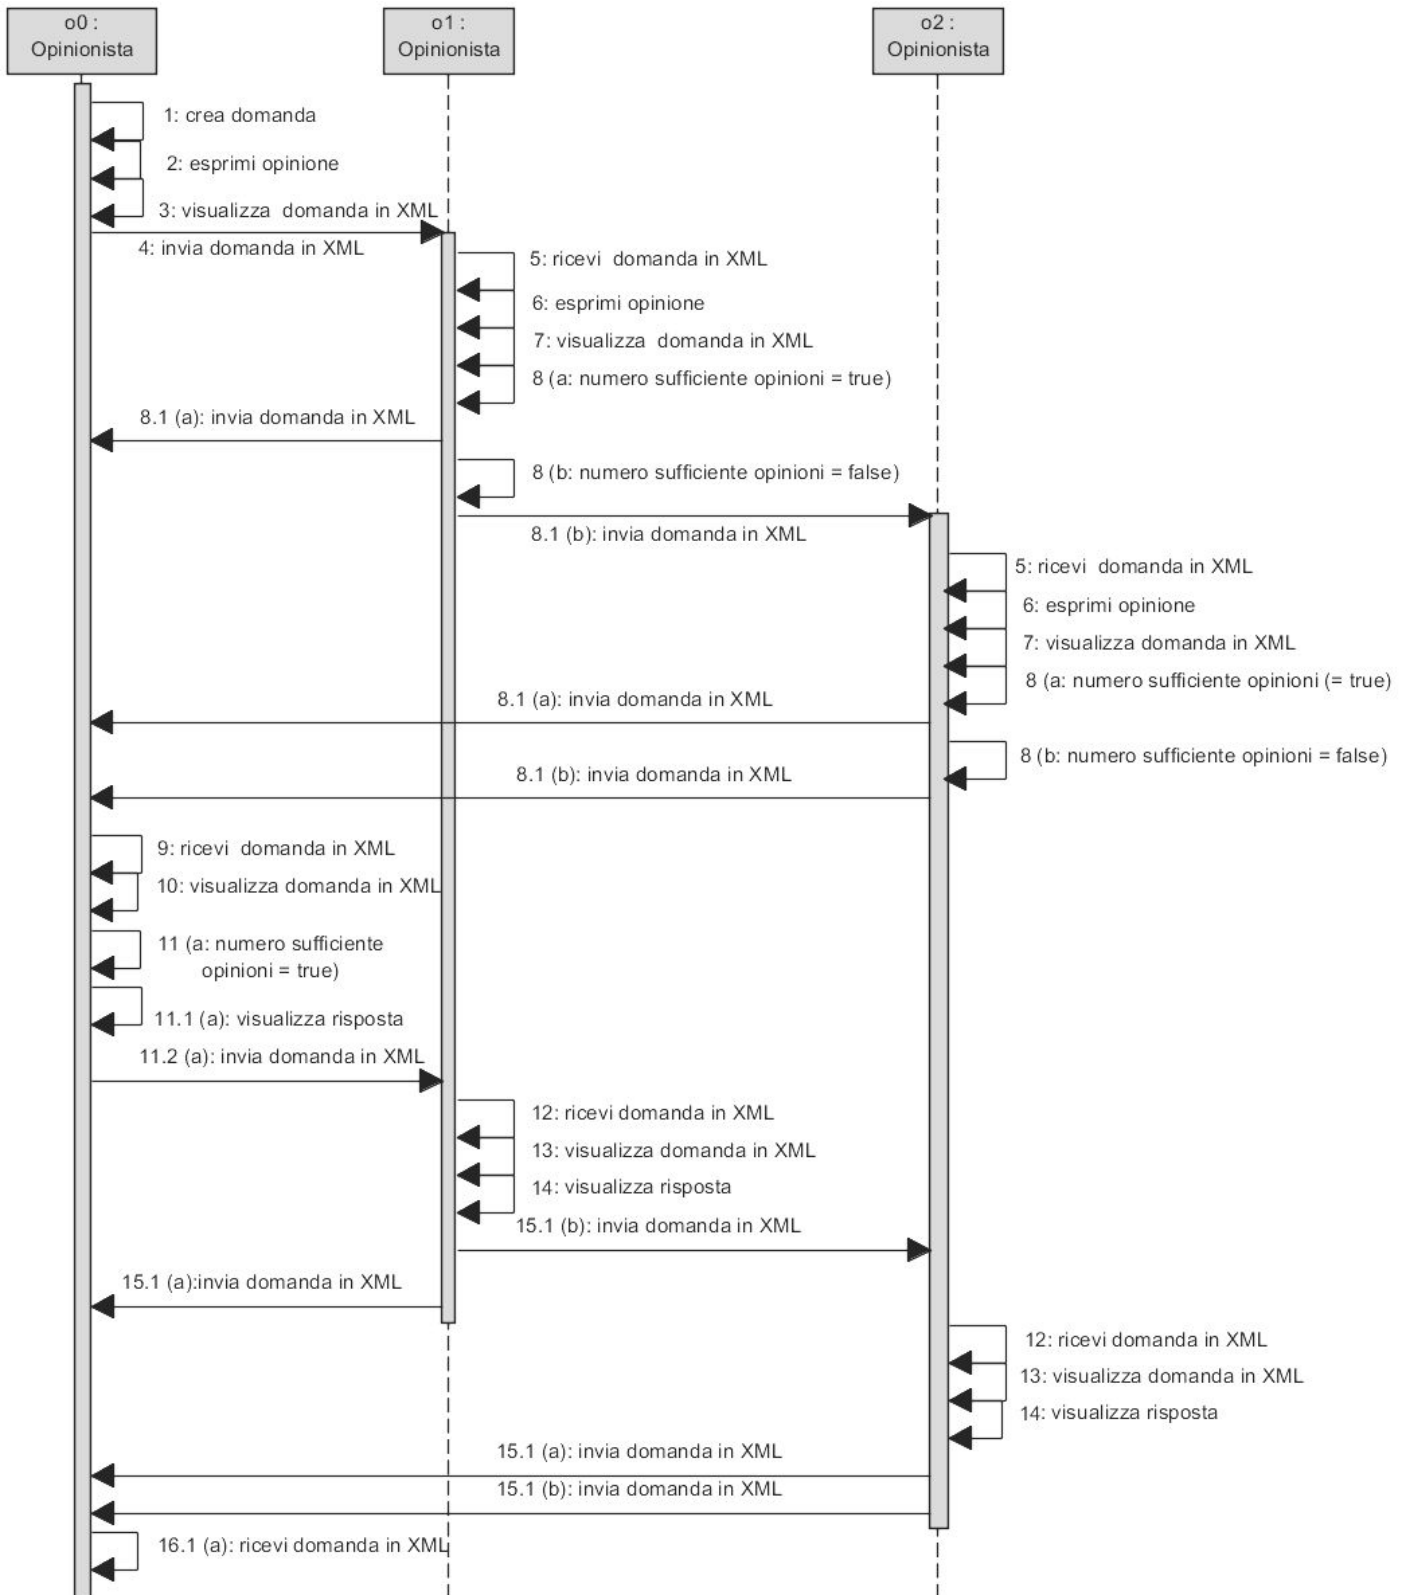 o0 :
Opinionista
o1 :
Opinionista
o2 :
Opinionista
1: crea domanda
2: esprimi opinione
3: visualizza domanda in XML
4: invia domanda in XML
5: ricevi domanda in XML
6: esprimi opinione
7: visualizza domanda in XML
8 (a: numero sufficiente opinioni = true)
8.1 (a): invia domanda in XML
8 (b: numero sufficiente opinioni = false)
8.1 (b): invia domanda in XML
5: ricevi domanda in XML
6: esprimi opinione
7: visualizza domanda in XML
8 (a: numero sufficiente opinioni (= true)
8.1 (a): invia domanda in XML
8 (b: numero sufficiente opinioni = false)
8.1 (b): invia domanda in XML
9: ricevi domanda in XML
10: visualizza domanda in XML
11 (a: numero sufficiente
opinioni = true)
11.1 (a): visualizza risposta
11.2 (a): invia domanda in XML
12: ricevi domanda in XML
13: visualizza domanda in XML
14: visualizza risposta
15.1 (b): invia domanda in XML
15.1 (a):invia domanda in XML
12: ricevi domanda in XML
13: visualizza domanda in XML
14: visualizza risposta
15.1 (a): invia domanda in XML
15.1 (b): invia domanda in XML
16.1 (a): ricevi domanda in XML